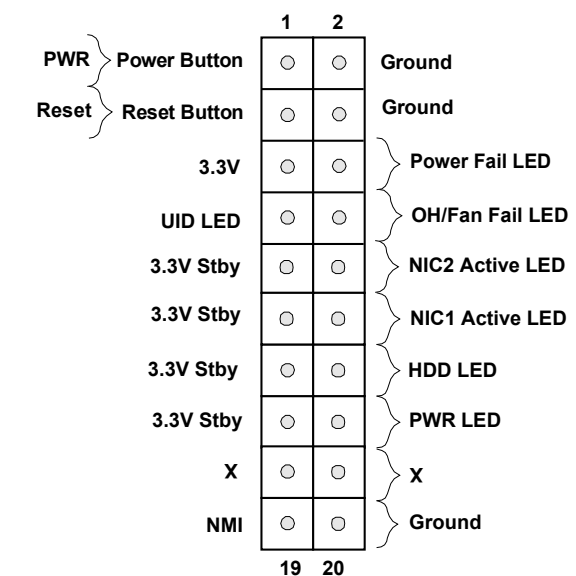 1 2
PWR Power Button Ground
Reset Reset Button Ground
3.3V Power Fail LED
UID LED OH/Fan Fail LED
3.3V Stby NIC2 Active LED
3.3V Stby NIC1 Active LED
3.3V Stby HDD LED
3.3V Stby PWR LED
X X
NMI Ground
19 20